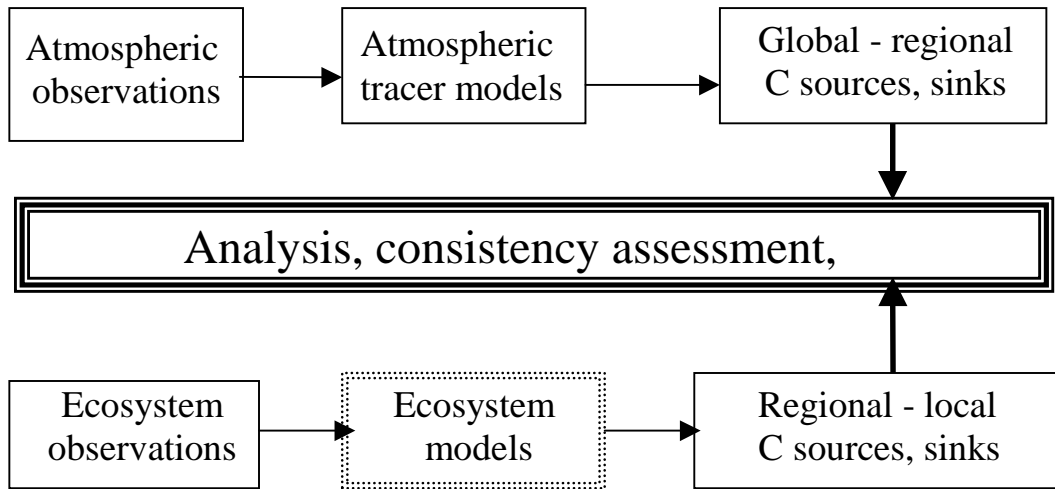 Atmospheric
observations
Atmospheric
tracer models
Global - regional
C sources, sinks
Analysis, consistency assessment,
Ecosystem
observations
Ecosystem
models
Regional - local
C sources, sinks